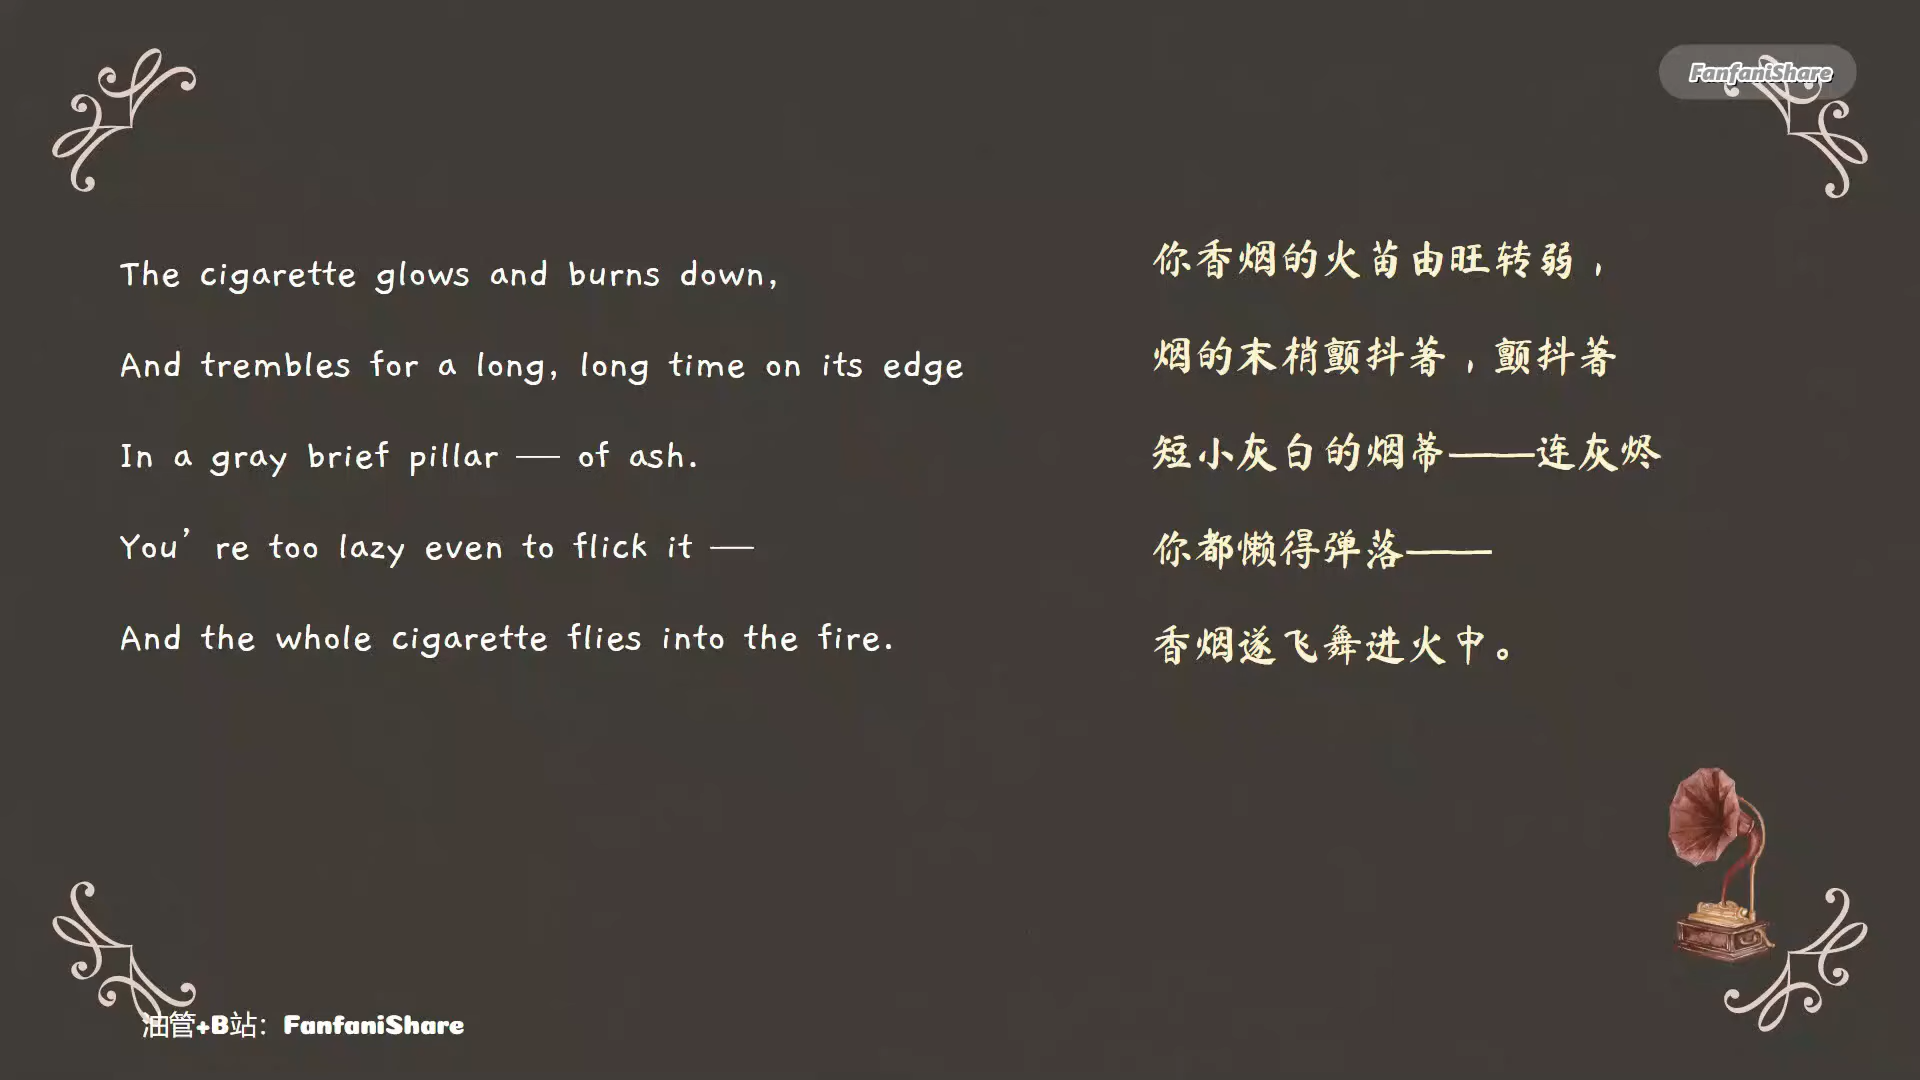 FanfaniShare
The cigarette glows and burns down,
And trembles for a long, long time on its edge
In a gray brief pillar — of ash.
You’re too lazy even to flick it —
And the whole cigarette flies into the fire.
你香烟的火苗由旺转弱，
烟的末梢颤抖著，颤抖著
短小灰白的烟蒂——连灰烬
你都懒得弹落——
香烟遂飞舞进火中。
油管+B站：FanfaniShare